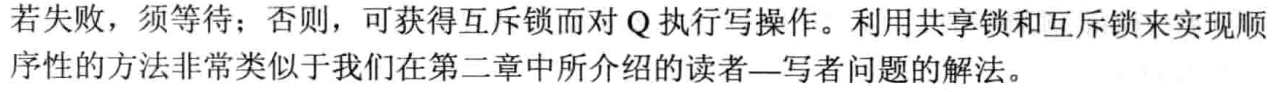 若失败，须等待；否则，可获得互斥锁而对 Q 执行写操作。利用共享锁和互斥锁来实现顺
序性的方法非常类似于我们在第二章中所介绍的读者—写者问题的解法。